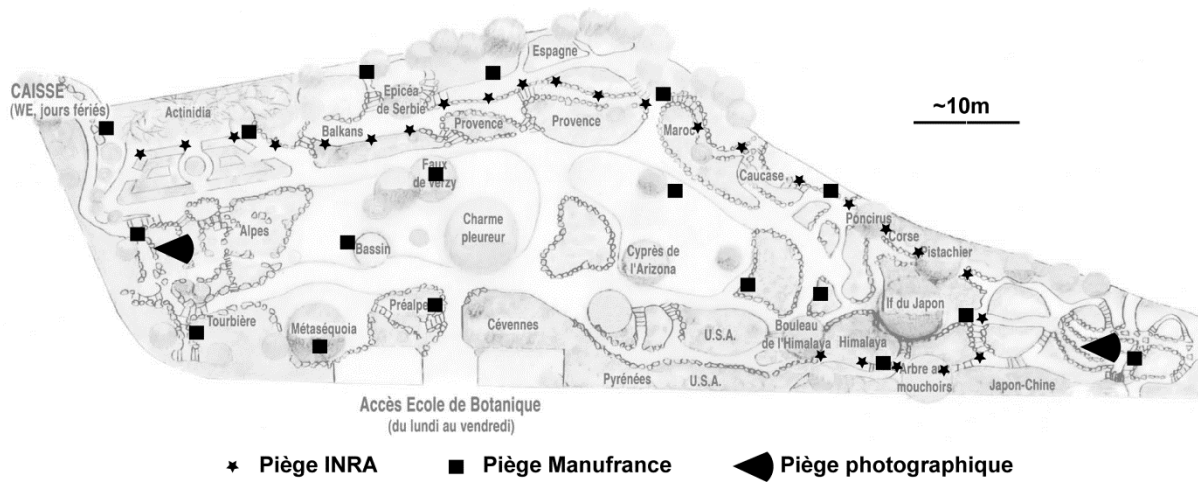 Espagne
CAISSE
(WE, jours fériés)
Actinidia
Epicéa
de Serbie
~10m
Balkans
Provence
Provence
Maroc
Caucase
Faux
de Verzy
Poncirus
Corse
Pistachier
Alpes
Charme
pleureur
Bassin
Cyprès de
l'Arizona
If du Japon
Tourbière
Métaséquoia
Préalpes
Cévennes
U.S.A.
Bouleau
de l'Himalaya
Himalaya
Pyrénées
U.S.A.
Arbre aux
mouchoirs
Japon-Chine
Accès Ecole de Botanique
(du lundi au vendredi)
Piège INRA
Piège Manufrance
Piège photographique